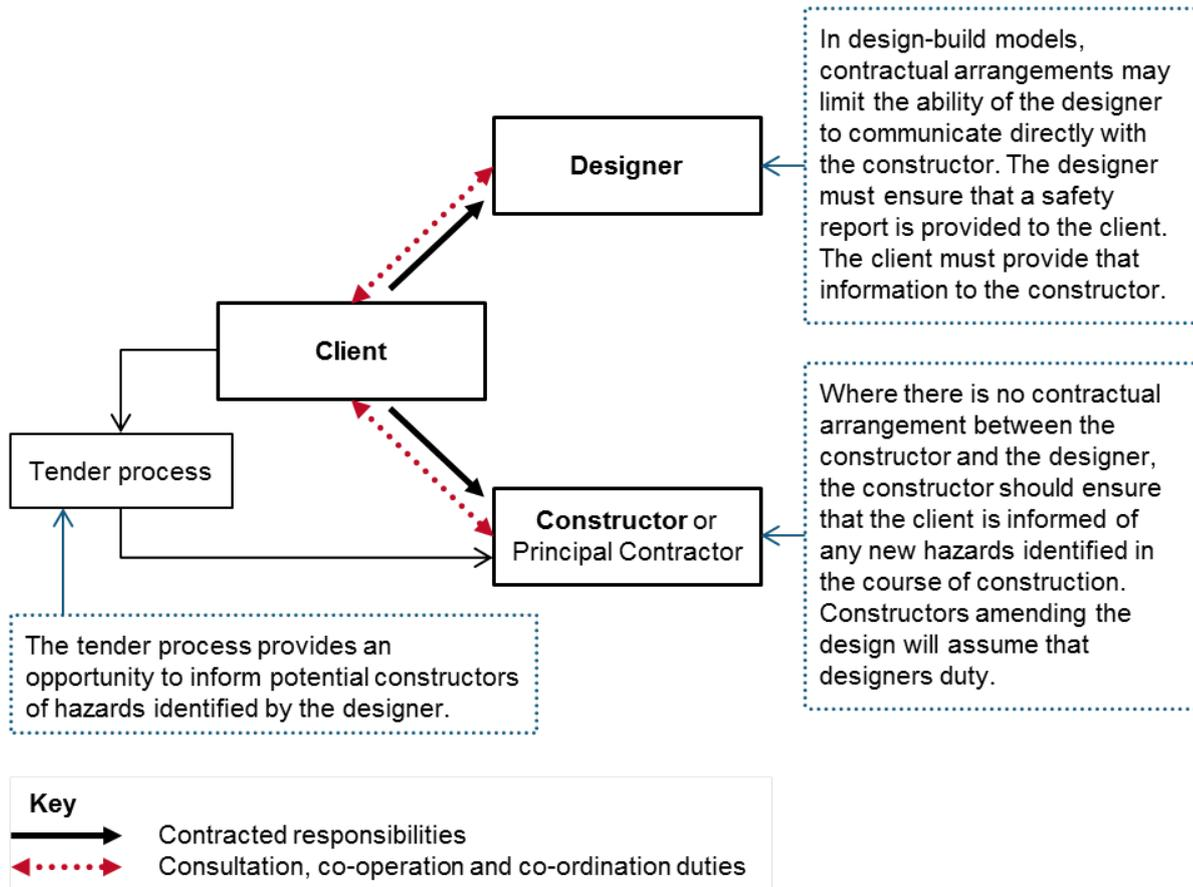 In design-build models,
contractual arrangements may
limit the ability of the designer
to communicate directly with
the constructor. The designer
must ensure that a safety
report is provided to the client.
The client must provide that
information to the constructor.
Designer
Client
Tender process
Constructor or
Principal Contractor
Where there is no contractual
arrangement between the
constructor and the designer,
the constructor should ensure
that the client is informed of
any new hazards identified in
the course of construction.
Constructors amending the
design will assume that
designers duty.
The tender process provides an
opportunity to inform potential constructors
of hazards identified by the designer.
Key
Contracted responsibilities
Consultation, co-operation and co-ordination duties